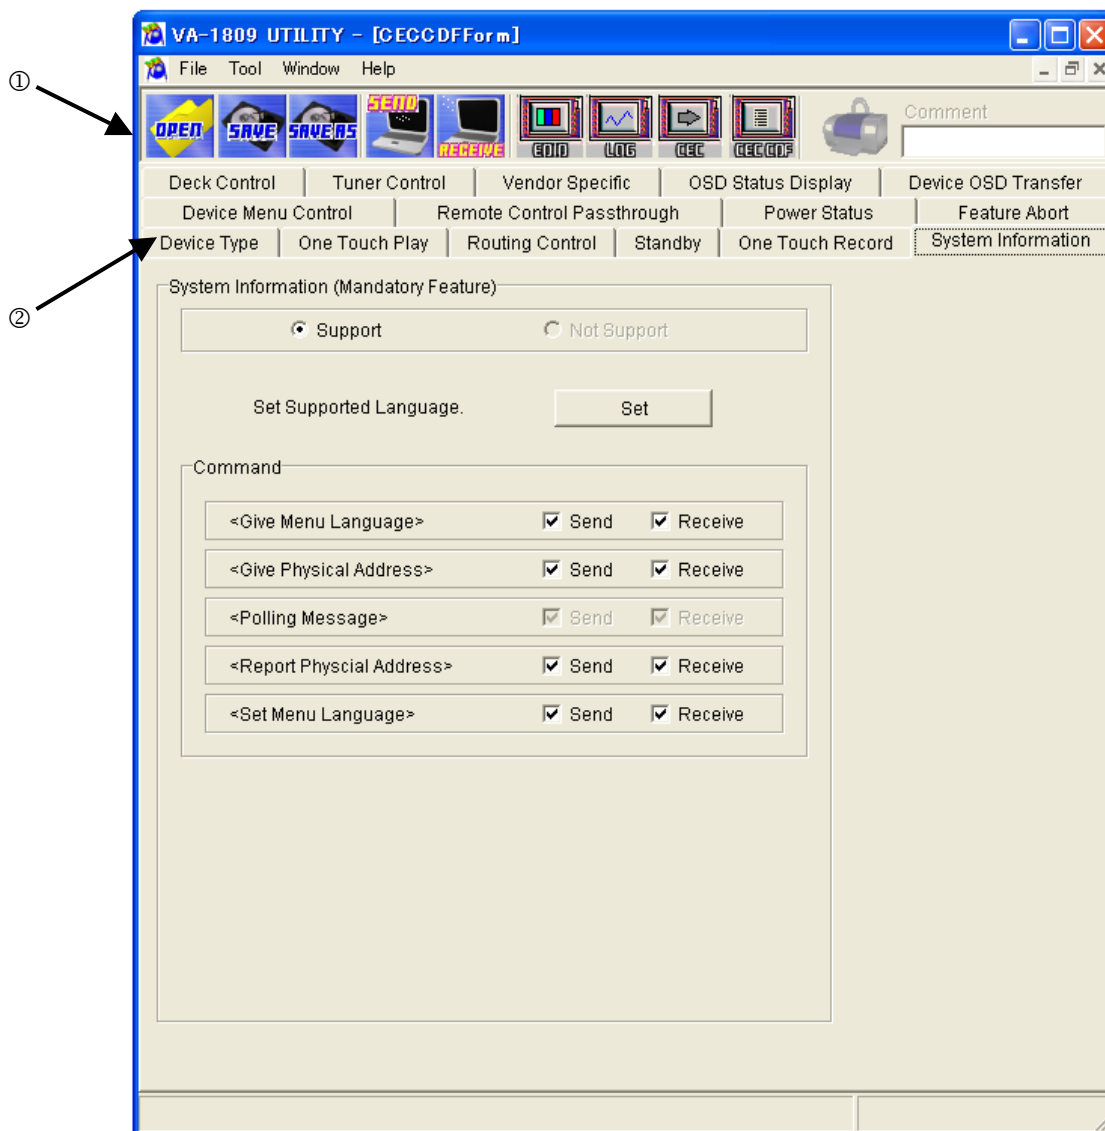 VA-1809 UTILITY - [CECCDFForm]
File Tool Window Help
①
OPEN SAVE SAVE AS SEND RECEIVE EDID LOG CEC CEC CDF Comment
Deck Control Tuner Control Vendor Specific OSD Status Display Device OSD Transfer
Device Menu Control Remote Control Passthrough Power Status Feature Abort
Device Type One Touch Play Routing Control Standby One Touch Record System Information
②
System Information (Mandatory Feature)
Support Not Support
Set Supported Language. Set
Command
<Give Menu Language> Send Receive
<Give Physical Address> Send Receive
<Polling Message> Send Receive
<Report Physcial Address> Send Receive
<Set Menu Language> Send Receive